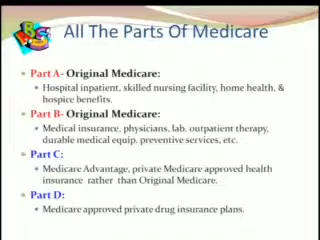 All The Parts Of Medicare
Part A- Original Medicare:
Hospital inpatient, skilled nursing facility, home health, &
hospice benefits.
Part B- Original Medicare:
Medical insurance, physicians, lab, outpatient therapy,
durable medical equip. preventive services, etc.
Part C:
Medicare Advantage, private Medicare approved health
insurance rather than Original Medicare.
Part D:
Medicare approved private drug insurance plans.